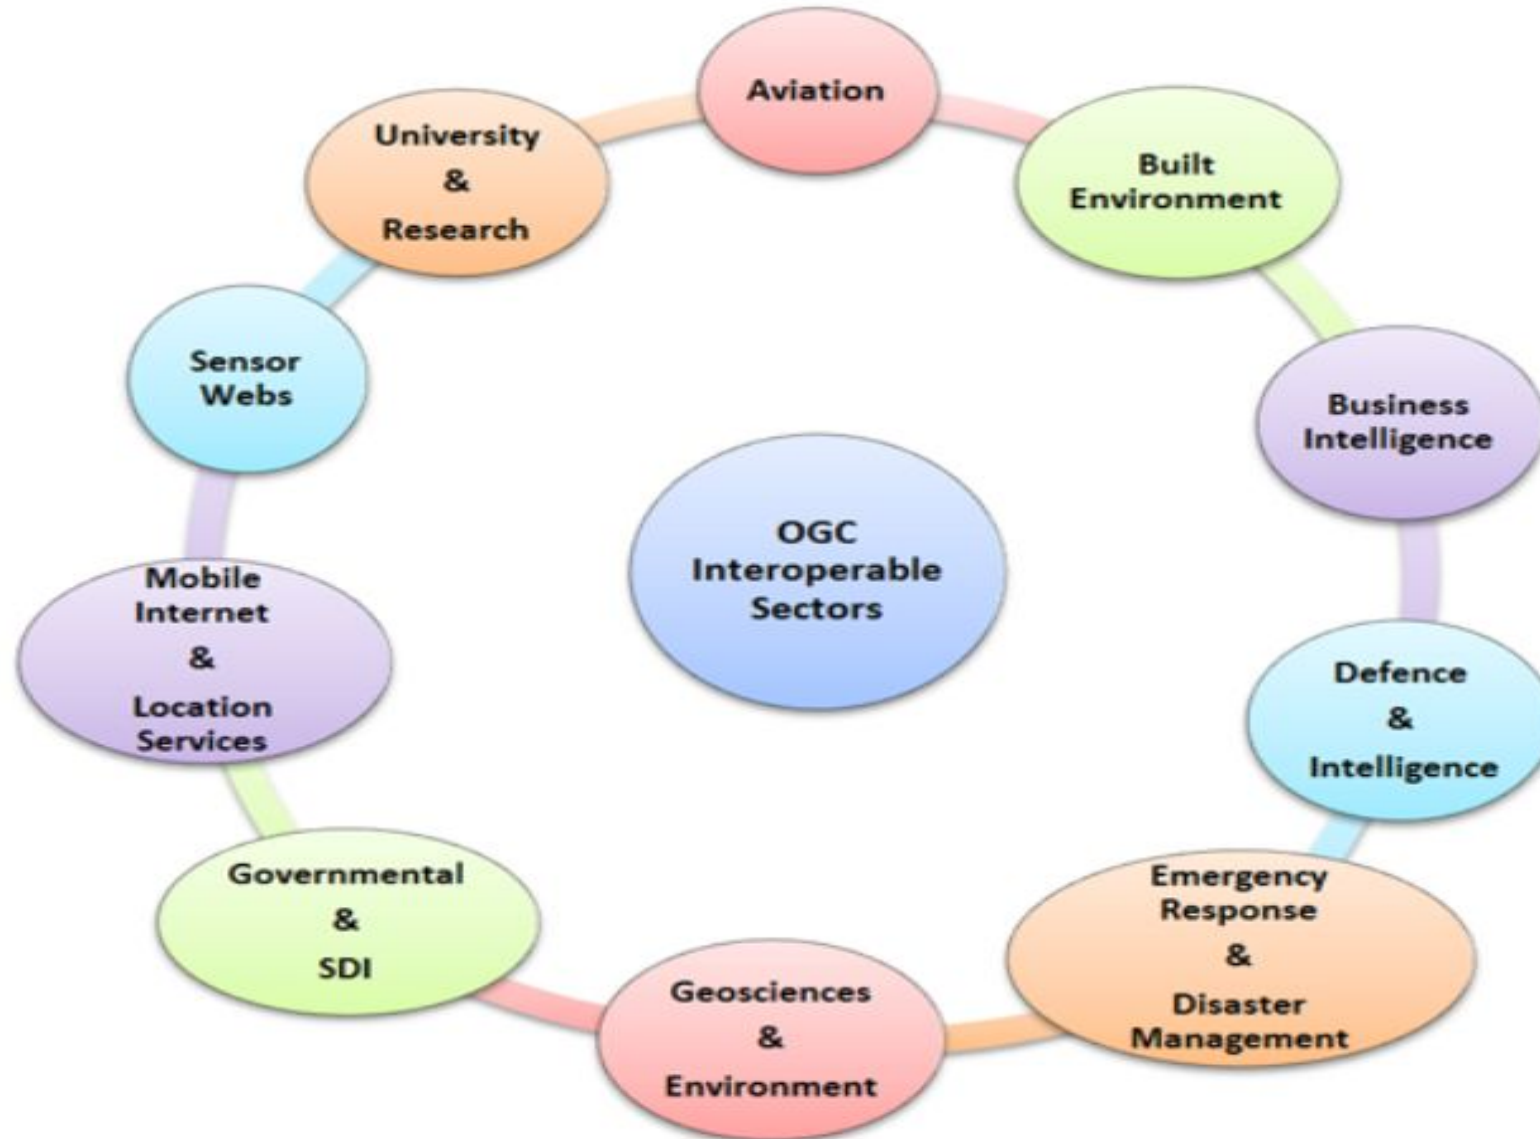 Aviation
University
&
Research
Built
Environment
Sensor
Webs
Business
Intelligence
OGC
Interoperable
Sectors
Mobile
Internet
&
Location
Services
Defence
&
Intelligence
Governmental
&
SDI
Emergency
Response
&
Disaster
Management
Geosciences
&
Environment